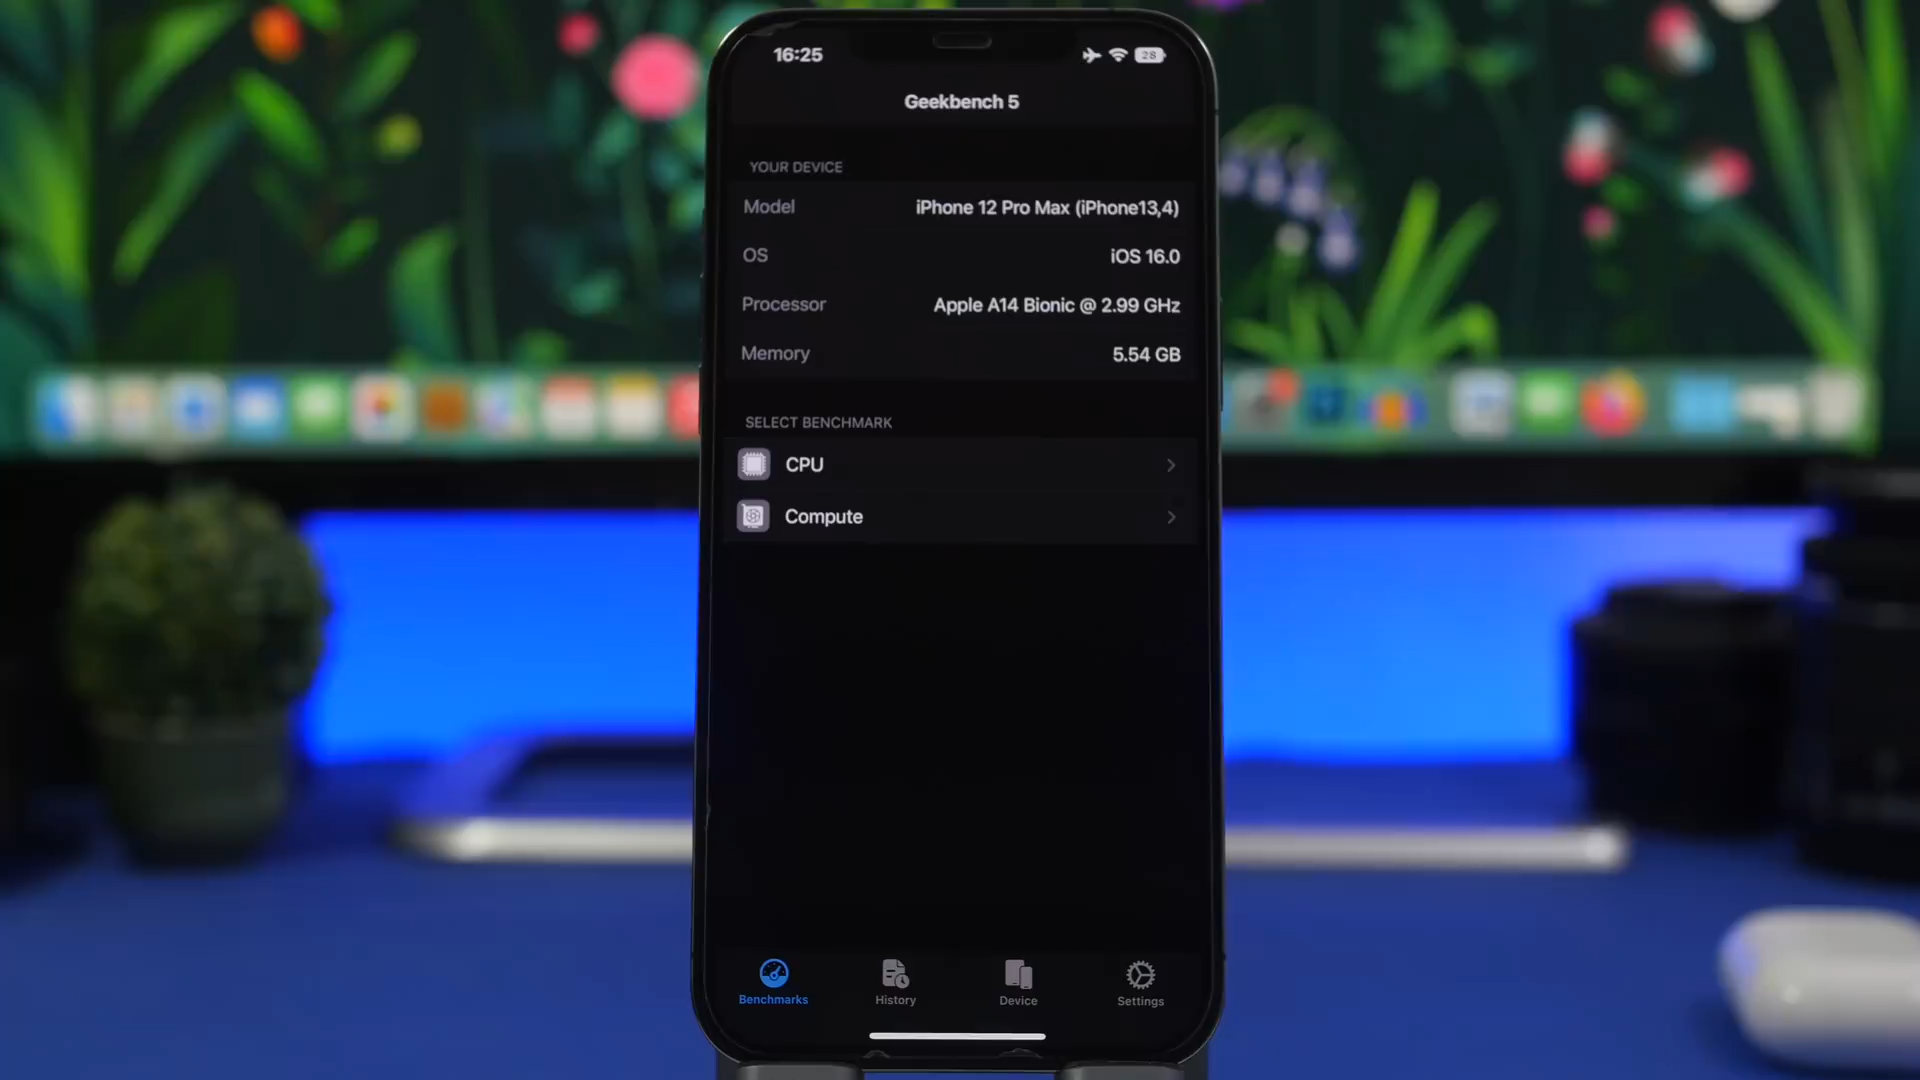 16:25 28
Geekbench 5
YOUR DEVICE
Model iPhone 12 Pro Max (iPhone13,4)
OS iOS 16.0
Processor Apple A14 Bionic @ 2.99 GHz
Memory 5.54 GB
SELECT BENCHMARK
CPU
Compute
Benchmarks History Device Settings